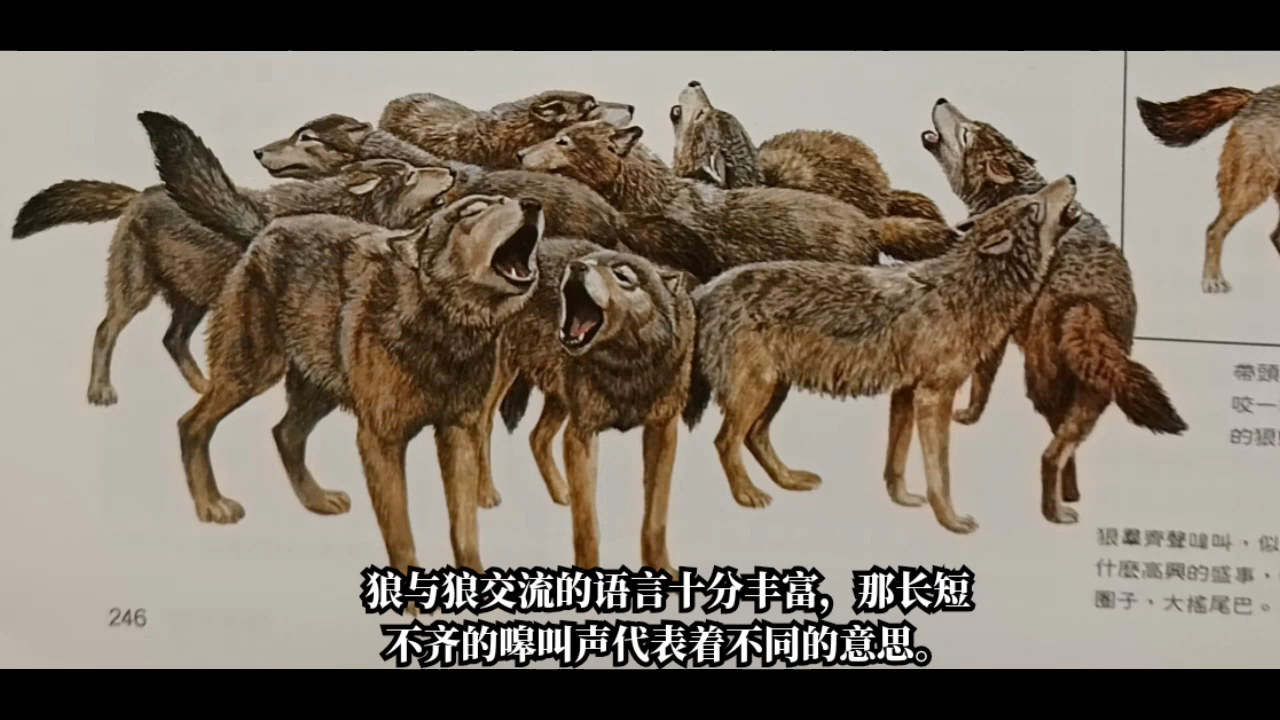 帶頭
咬一
的狼
狼羣齊聲嗥叫，似
什麼高興的盛事，
圈子、大搖尾巴。
246
狼与狼交流的语言十分丰富，那长短
不齐的嗥叫声代表着不同的意思。